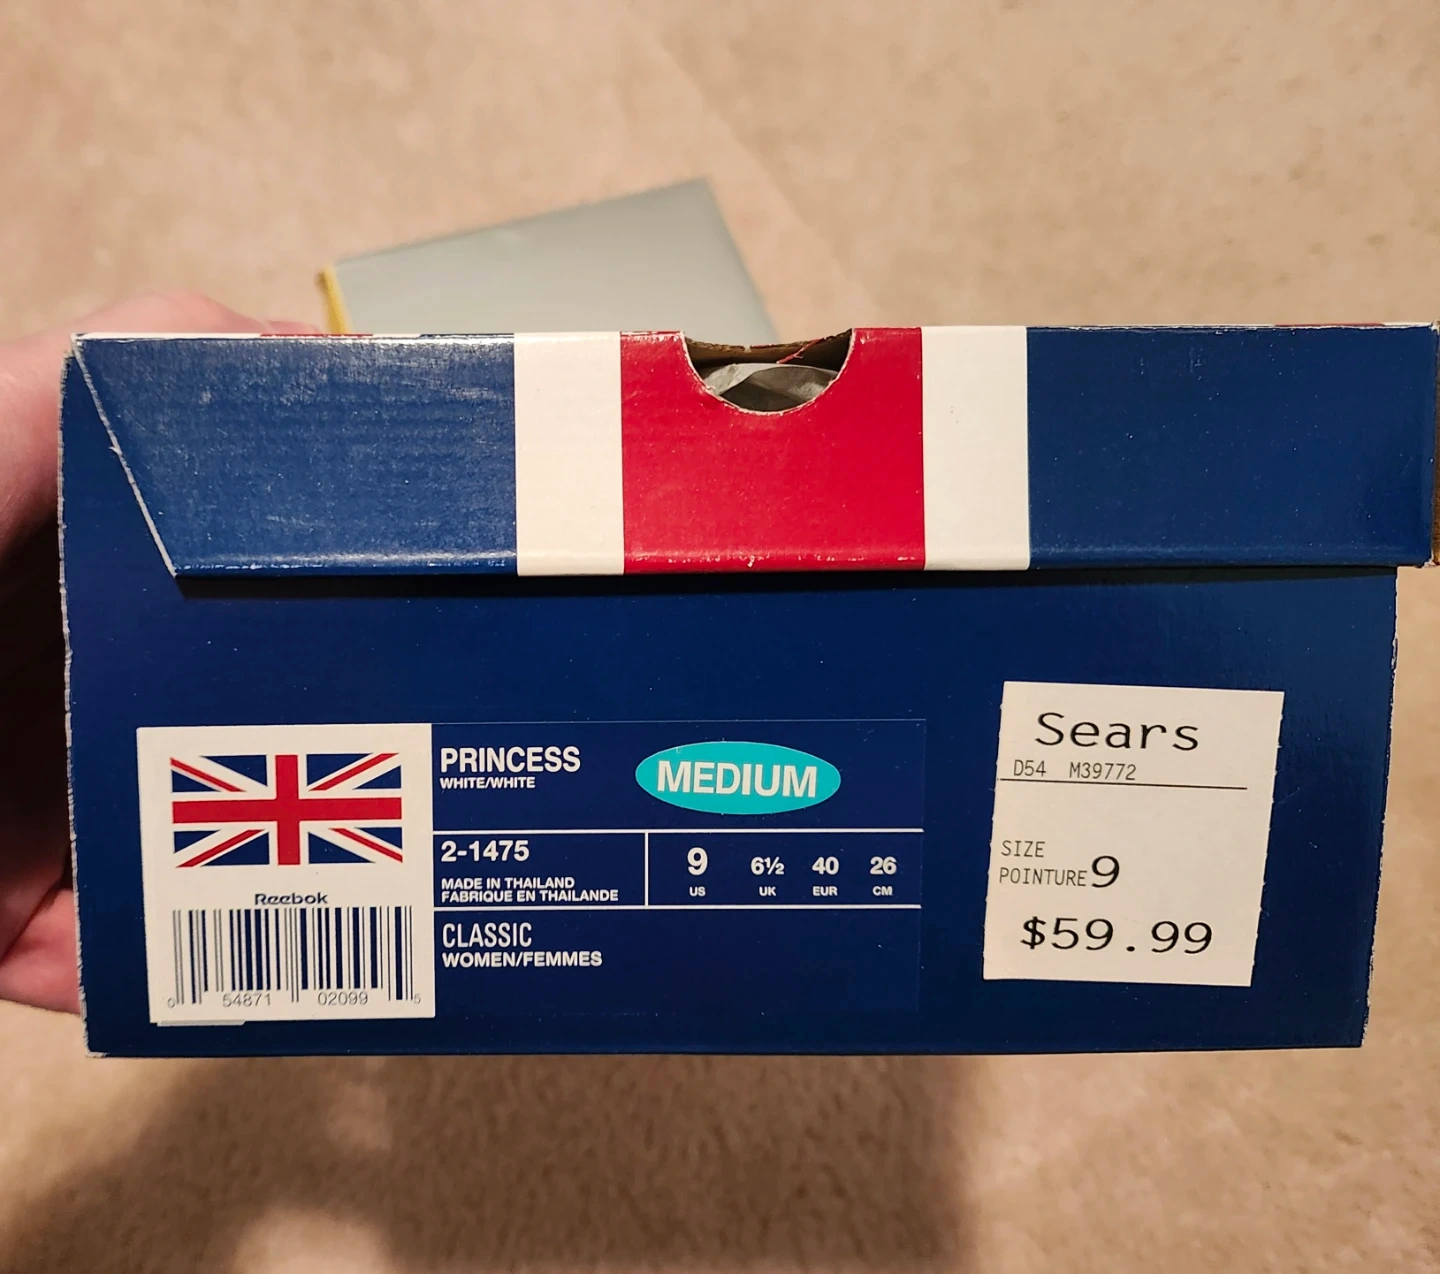 PRINCESS
WHITE/WHITE
MEDIUM
2-1475
MADE IN THAILAND
FABRIQUE EN THAILANDE
9 6½ 40 26
US UK EUR CM
CLASSIC
WOMEN/FEMMES
Reebok
0 54871 02099 5
Sears
D54 M39772
SIZE
POINTURE 9
$59.99